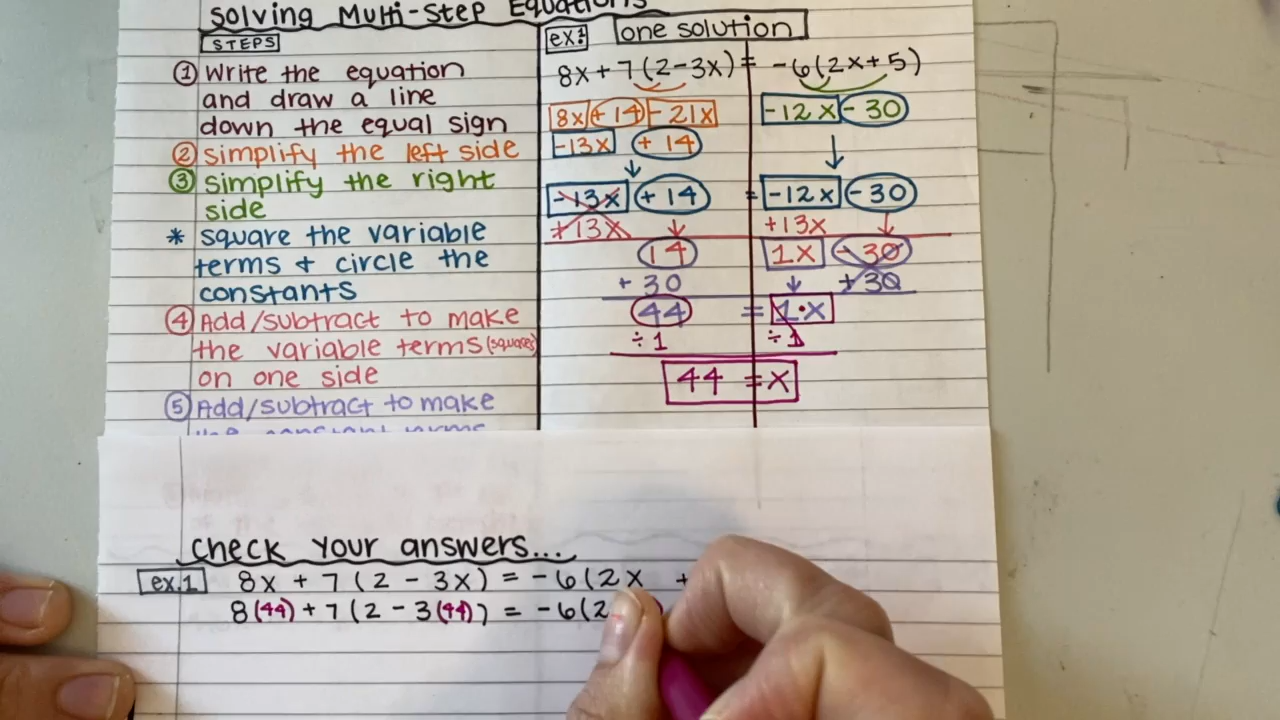 Solving Multi-Step Equations
STEPS
① Write the equation
and draw a line
down the equal sign
② simplify the left side
③ simplify the right
side
* square the variable
terms + circle the
constants
④ Add/subtract to make
the variable terms (squares)
on one side
⑤ Add/subtract to make
ex: one solution
8x + 7(2 - 3x) = -6(2x + 5)
8x + 14 - 21x -12x - 30
-13x + 14
-13x + 14 = -12x - 30
+13x +13x
14 1x - 30
+ 30 + 30
44 = 1·x
÷ 1 ÷ 1
44 = x
check your answers...
ex.1 8x + 7 ( 2 - 3x ) = -6 ( 2x +
8(44) + 7 ( 2 - 3(44) ) = -6 ( 2